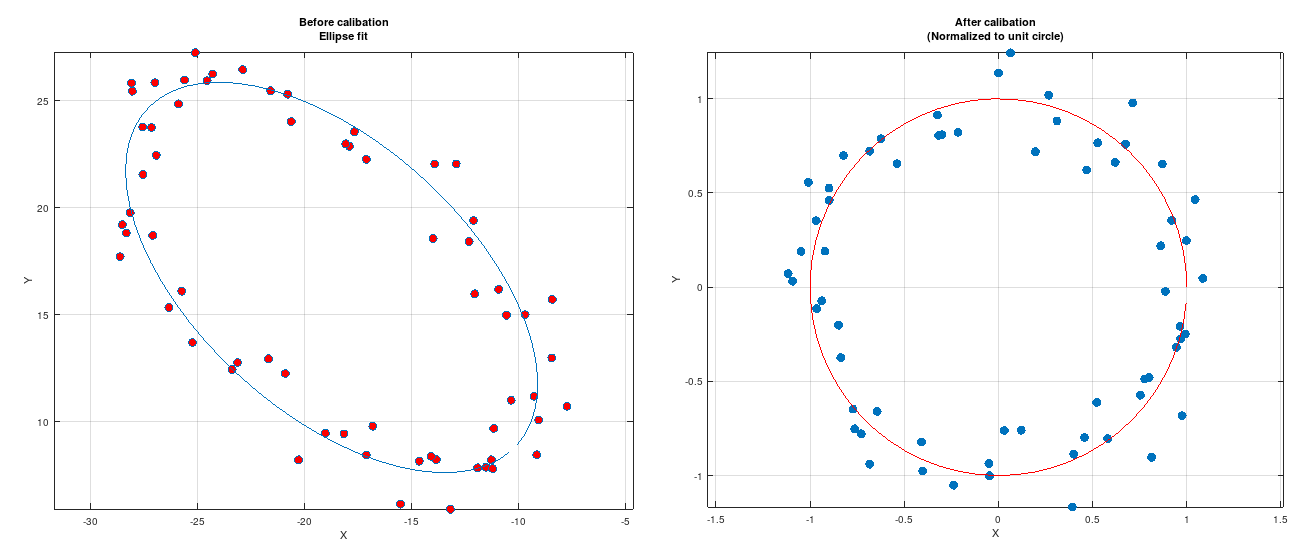 Before calibation
Ellipse fit
25
20
15
10
Y
-30
-25
-20
-15
-10
-5
X
After calibation
(Normalized to unit circle)
1
0.5
0
-0.5
-1
Y
-1.5
-1
-0.5
0
0.5
1
1.5
X